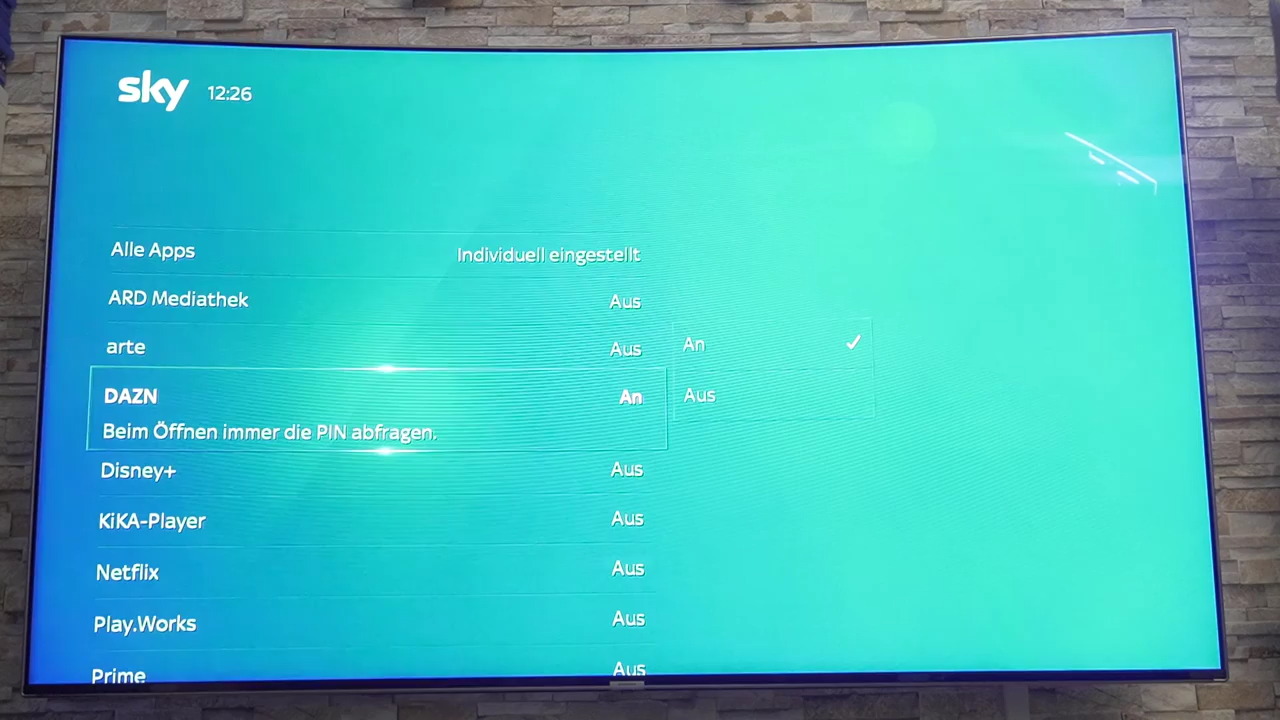 sky 12:26
Alle Apps Individuell eingestellt
ARD Mediathek Aus
arte Aus
An
DAZN An
Aus
Beim Öffnen immer die PIN abfragen.
Disney+ Aus
KiKA-Player Aus
Netflix Aus
Play.Works Aus
Prime Aus